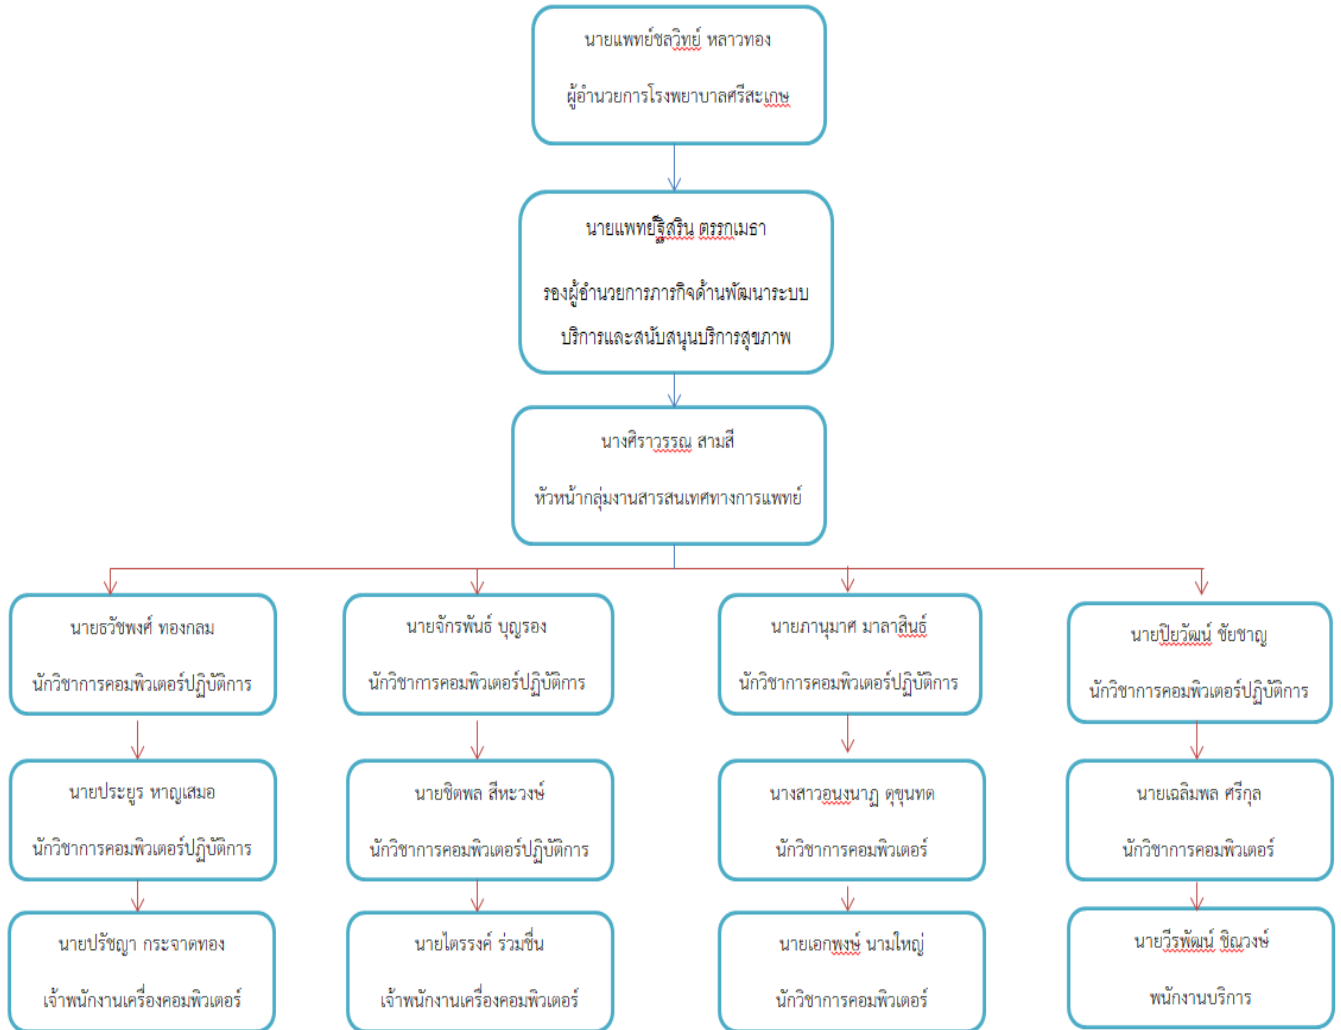 นายแพทย์ชลวิทย์ หลาวทอง
ผู้อำนวยการโรงพยาบาลศรีสะเกษ
นายแพทย์ฐิสริน ตรรกเมธา
รองผู้อำนวยการภารกิจด้านพัฒนาระบบ
บริการและสนับสนุนบริการสุขภาพ
นางศิราวรรณ สามสี
หัวหน้ากลุ่มงานสารสนเทศทางการแพทย์
นายธวัชพงศ์ ทองกลม
นักวิชาการคอมพิวเตอร์ปฏิบัติการ
นายจักรพันธ์ บุญรอง
นักวิชาการคอมพิวเตอร์ปฏิบัติการ
นายภานุมาศ มาลาสินธ์
นักวิชาการคอมพิวเตอร์ปฏิบัติการ
นายปิยวัฒน์ ชัยชาญ
นักวิชาการคอมพิวเตอร์ปฏิบัติการ
นายประยูร หาญเสมอ
นักวิชาการคอมพิวเตอร์ปฏิบัติการ
นายชิตพล สีหะวงษ์
นักวิชาการคอมพิวเตอร์ปฏิบัติการ
นางสาวอนงนาฏ ดุขุนทด
นักวิชาการคอมพิวเตอร์
นายเฉลิมพล ศรีกุล
นักวิชาการคอมพิวเตอร์
นายปรัชญา กระจาดทอง
เจ้าพนักงานเครื่องคอมพิวเตอร์
นายไตรรงค์ ร่วมชื่น
เจ้าพนักงานเครื่องคอมพิวเตอร์
นายเอกพงษ์ นามใหญ่
นักวิชาการคอมพิวเตอร์
นายวีรพัฒน์ ชิณวงษ์
พนักงานบริการ